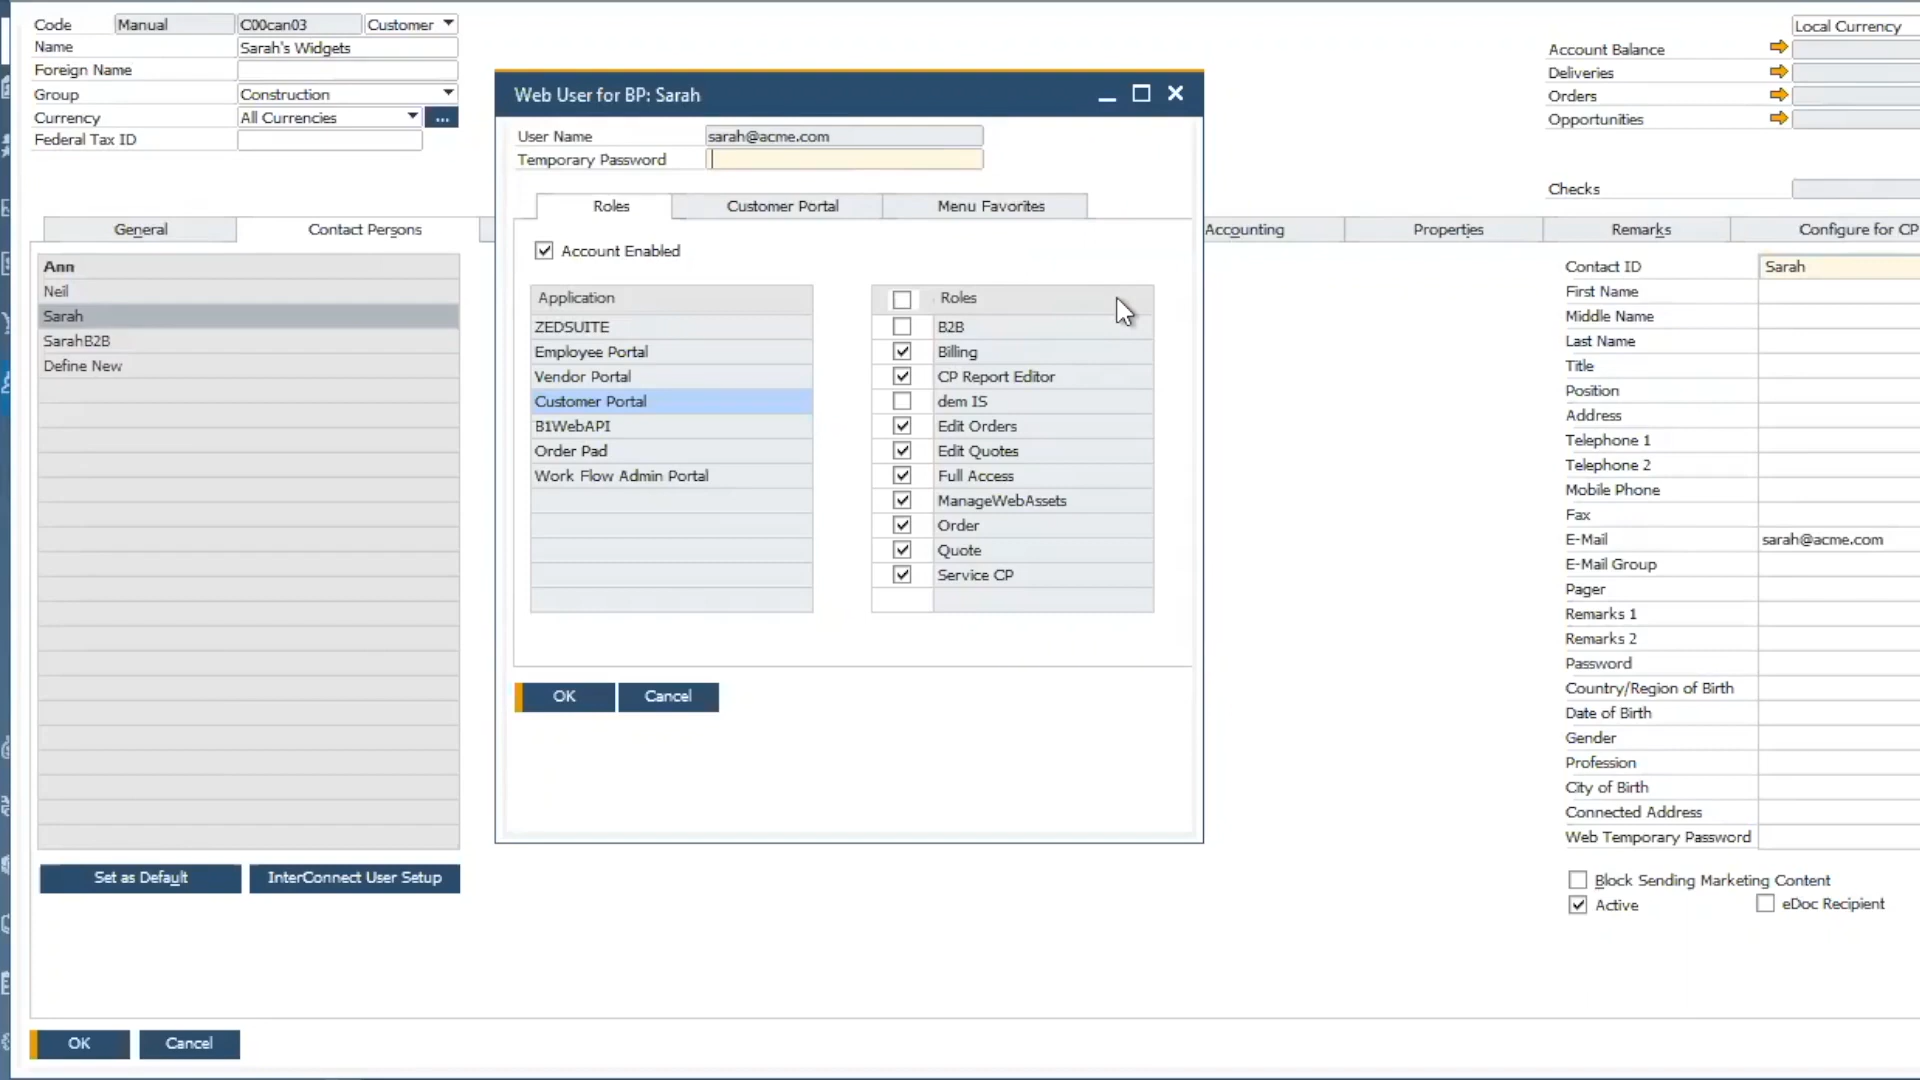 Code Manual C00can03 Customer
Name Sarah's Widgets
Foreign Name
Group Construction
Currency All Currencies ...
Federal Tax ID
Local Currency
Account Balance
Deliveries
Orders
Opportunities
Checks
General Contact Persons Accounting Properties Remarks Configure for CP
Ann
Neil
Sarah
SarahB2B
Define New
Set as Default InterConnect User Setup
Web User for BP: Sarah
User Name sarah@acme.com
Temporary Password
Roles Customer Portal Menu Favorites
Account Enabled
Application
ZEDSUITE
Employee Portal
Vendor Portal
Customer Portal
B1WebAPI
Order Pad
Work Flow Admin Portal
Roles
B2B
Billing
CP Report Editor
dem IS
Edit Orders
Edit Quotes
Full Access
ManageWebAssets
Order
Quote
Service CP
OK Cancel
Contact ID Sarah
First Name
Middle Name
Last Name
Title
Position
Address
Telephone 1
Telephone 2
Mobile Phone
Fax
E-Mail sarah@acme.com
E-Mail Group
Pager
Remarks 1
Remarks 2
Password
Country/Region of Birth
Date of Birth
Gender
Profession
City of Birth
Connected Address
Web Temporary Password
Block Sending Marketing Content
Active eDoc Recipient
OK Cancel